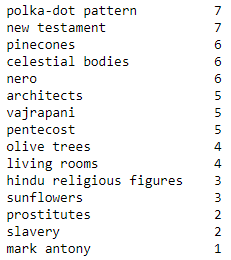 polka-dot pattern 7
new testament 7
pinecones 6
celestial bodies 6
nero 6
architects 5
vajrapani 5
pentecost 5
olive trees 4
living rooms 4
hindu religious figures 3
sunflowers 3
prostitutes 2
slavery 2
mark antony 1